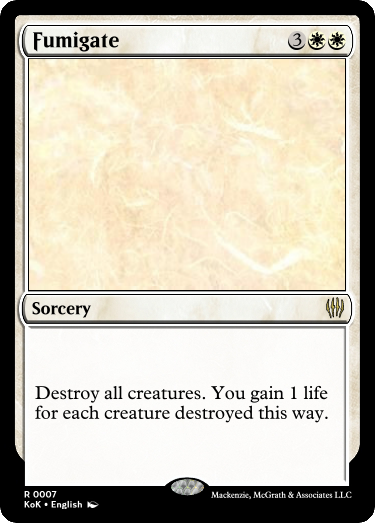 Fumigate 3
Sorcery
Destroy all creatures. You gain 1 life
for each creature destroyed this way.
R 0007
KoK • English Mackenzie, McGrath & Associates LLC